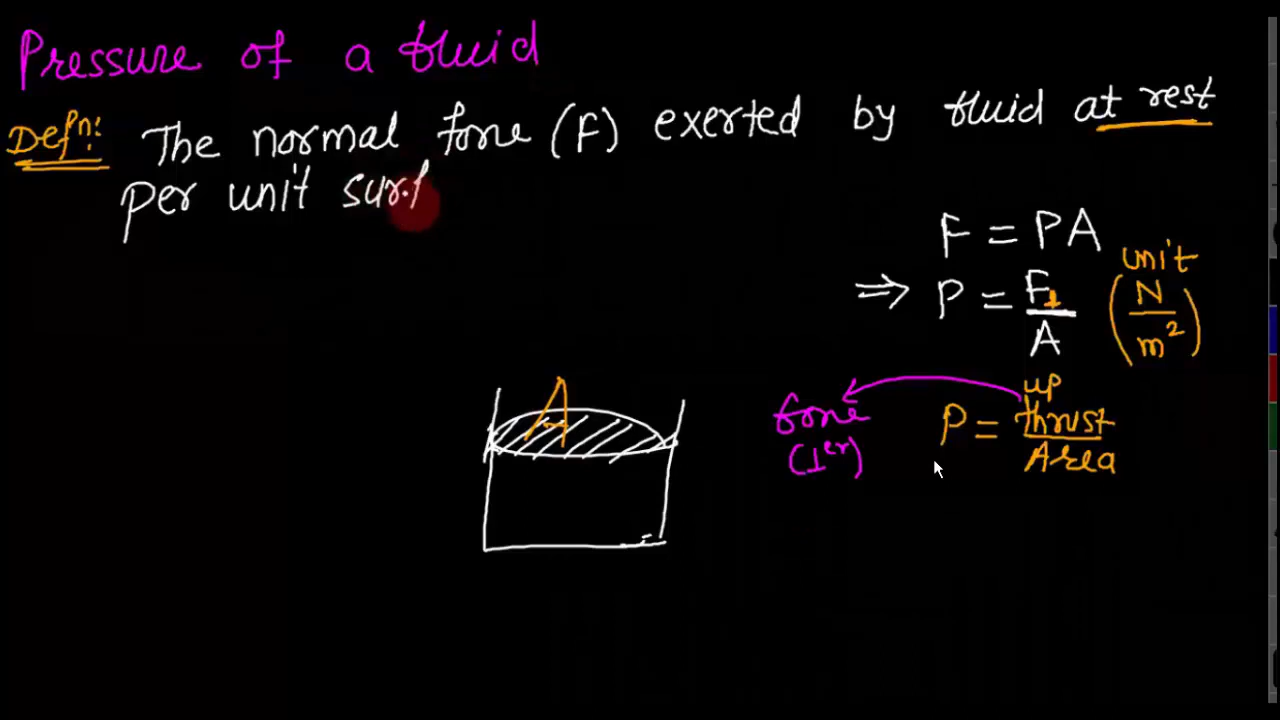 Pressure of a fluid
Defn: The normal force (F) exerted by fluid at rest
per unit surf
F = PA
⇒ P = F⊥/A (N/m²) unit
P = up thrust/Area
force
(⊥er)
A